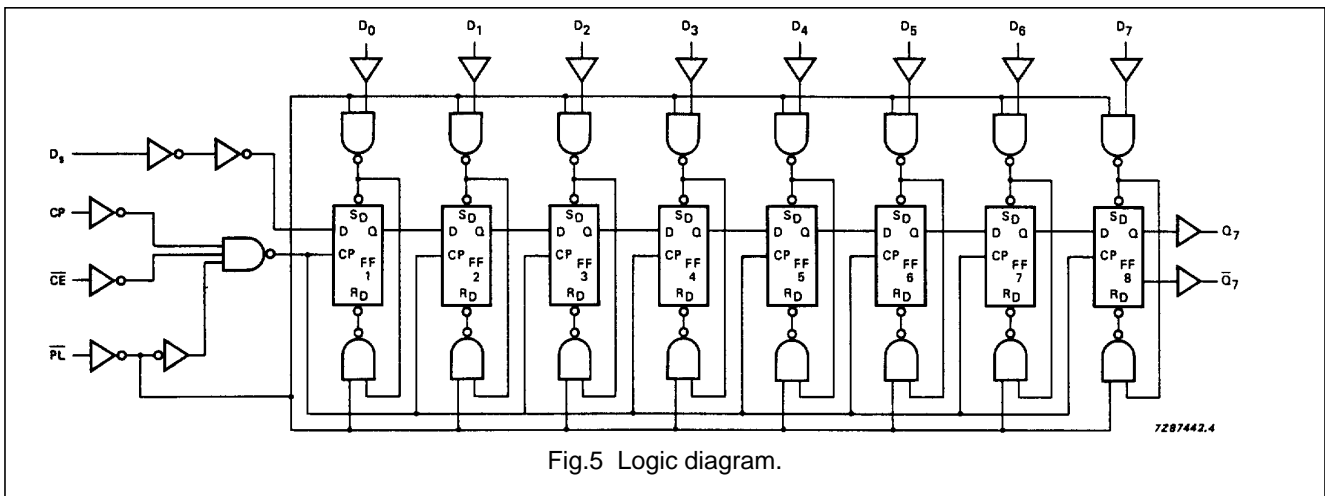 D0 D1 D2 D3 D4 D5 D6 D7
Ds
CP
CE
PL
SD D Q CP FF 1 RD
SD D Q CP FF 2 RD
SD D Q CP FF 3 RD
SD D Q CP FF 4 RD
SD D Q CP FF 5 RD
SD D Q CP FF 6 RD
SD D Q CP FF 7 RD
SD D Q CP FF 8 RD
Q7
Q̅7
7Z87442.4
Fig.5 Logic diagram.